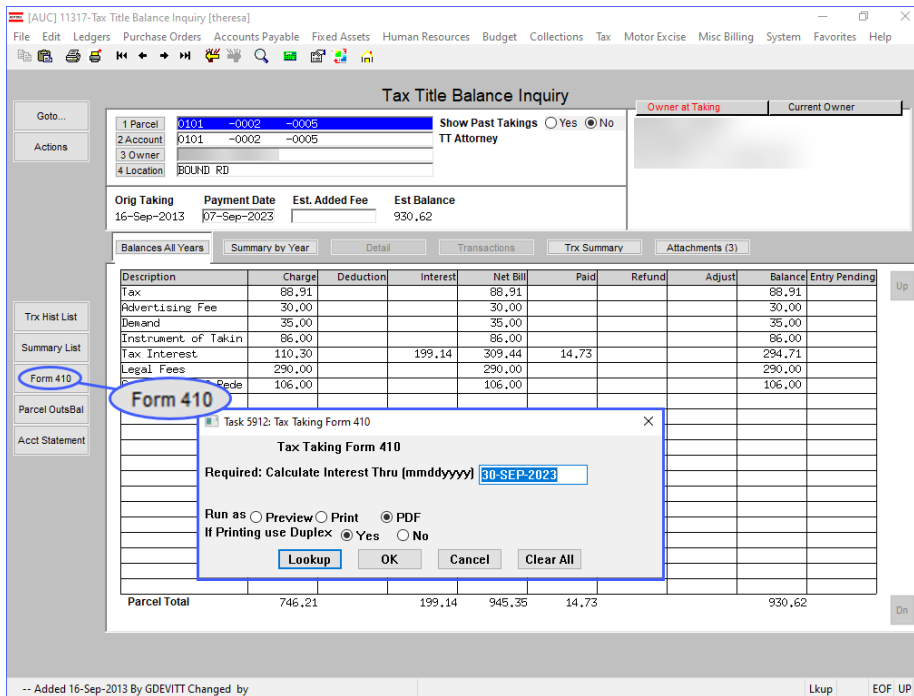 [AUC] 11317-Tax Title Balance Inquiry [theresa]
File Edit Ledgers Purchase Orders Accounts Payable Fixed Assets Human Resources Budget Collections Tax Motor Excise Misc Billing System Favorites Help
Tax Title Balance Inquiry
Goto...
Actions
1 Parcel 0101 -0002 -0005
2 Account 0101 -0002 -0005
3 Owner
4 Location BOUND RD
Show Past Takings Yes No
TT Attorney
Owner at Taking Current Owner
Orig Taking Payment Date Est. Added Fee Est Balance
16-Sep-2013 07-Sep-2023 930.62
Balances All Years Summary by Year Detail Transactions Trx Summary Attachments (3)
Description Charge Deduction Interest Net Bill Paid Refund Adjust Balance Entry Pending
Tax 88.91 88.91 88.91
Advertising Fee 30.00 30.00 30.00
Demand 35.00 35.00 35.00
Instrument of Takin 86.00 86.00 86.00
Tax Interest 110.30 199.14 309.44 14.73 294.71
Legal Fees 290.00 290.00 290.00
Rede 106.00 106.00 106.00
Up
Trx Hist List
Summary List
Form 410
Parcel OutsBal
Acct Statement
Form 410
Task 5912: Tax Taking Form 410
Tax Taking Form 410
Required: Calculate Interest Thru (mmddyyyy) 30-SEP-2023
Run as Preview Print PDF
If Printing use Duplex Yes No
Lookup OK Cancel Clear All
Parcel Total 746.21 199.14 945.35 14.73 930.62
Dn
-- Added 16-Sep-2013 By GDEVITT Changed by
Lkup EOF UP